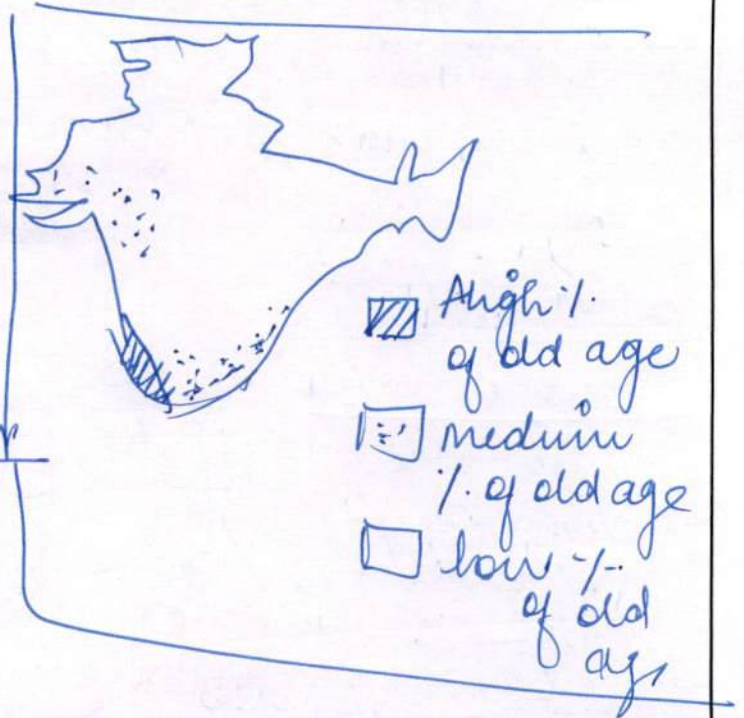 High %
of old age
medium
% of old age
low %
of old
age